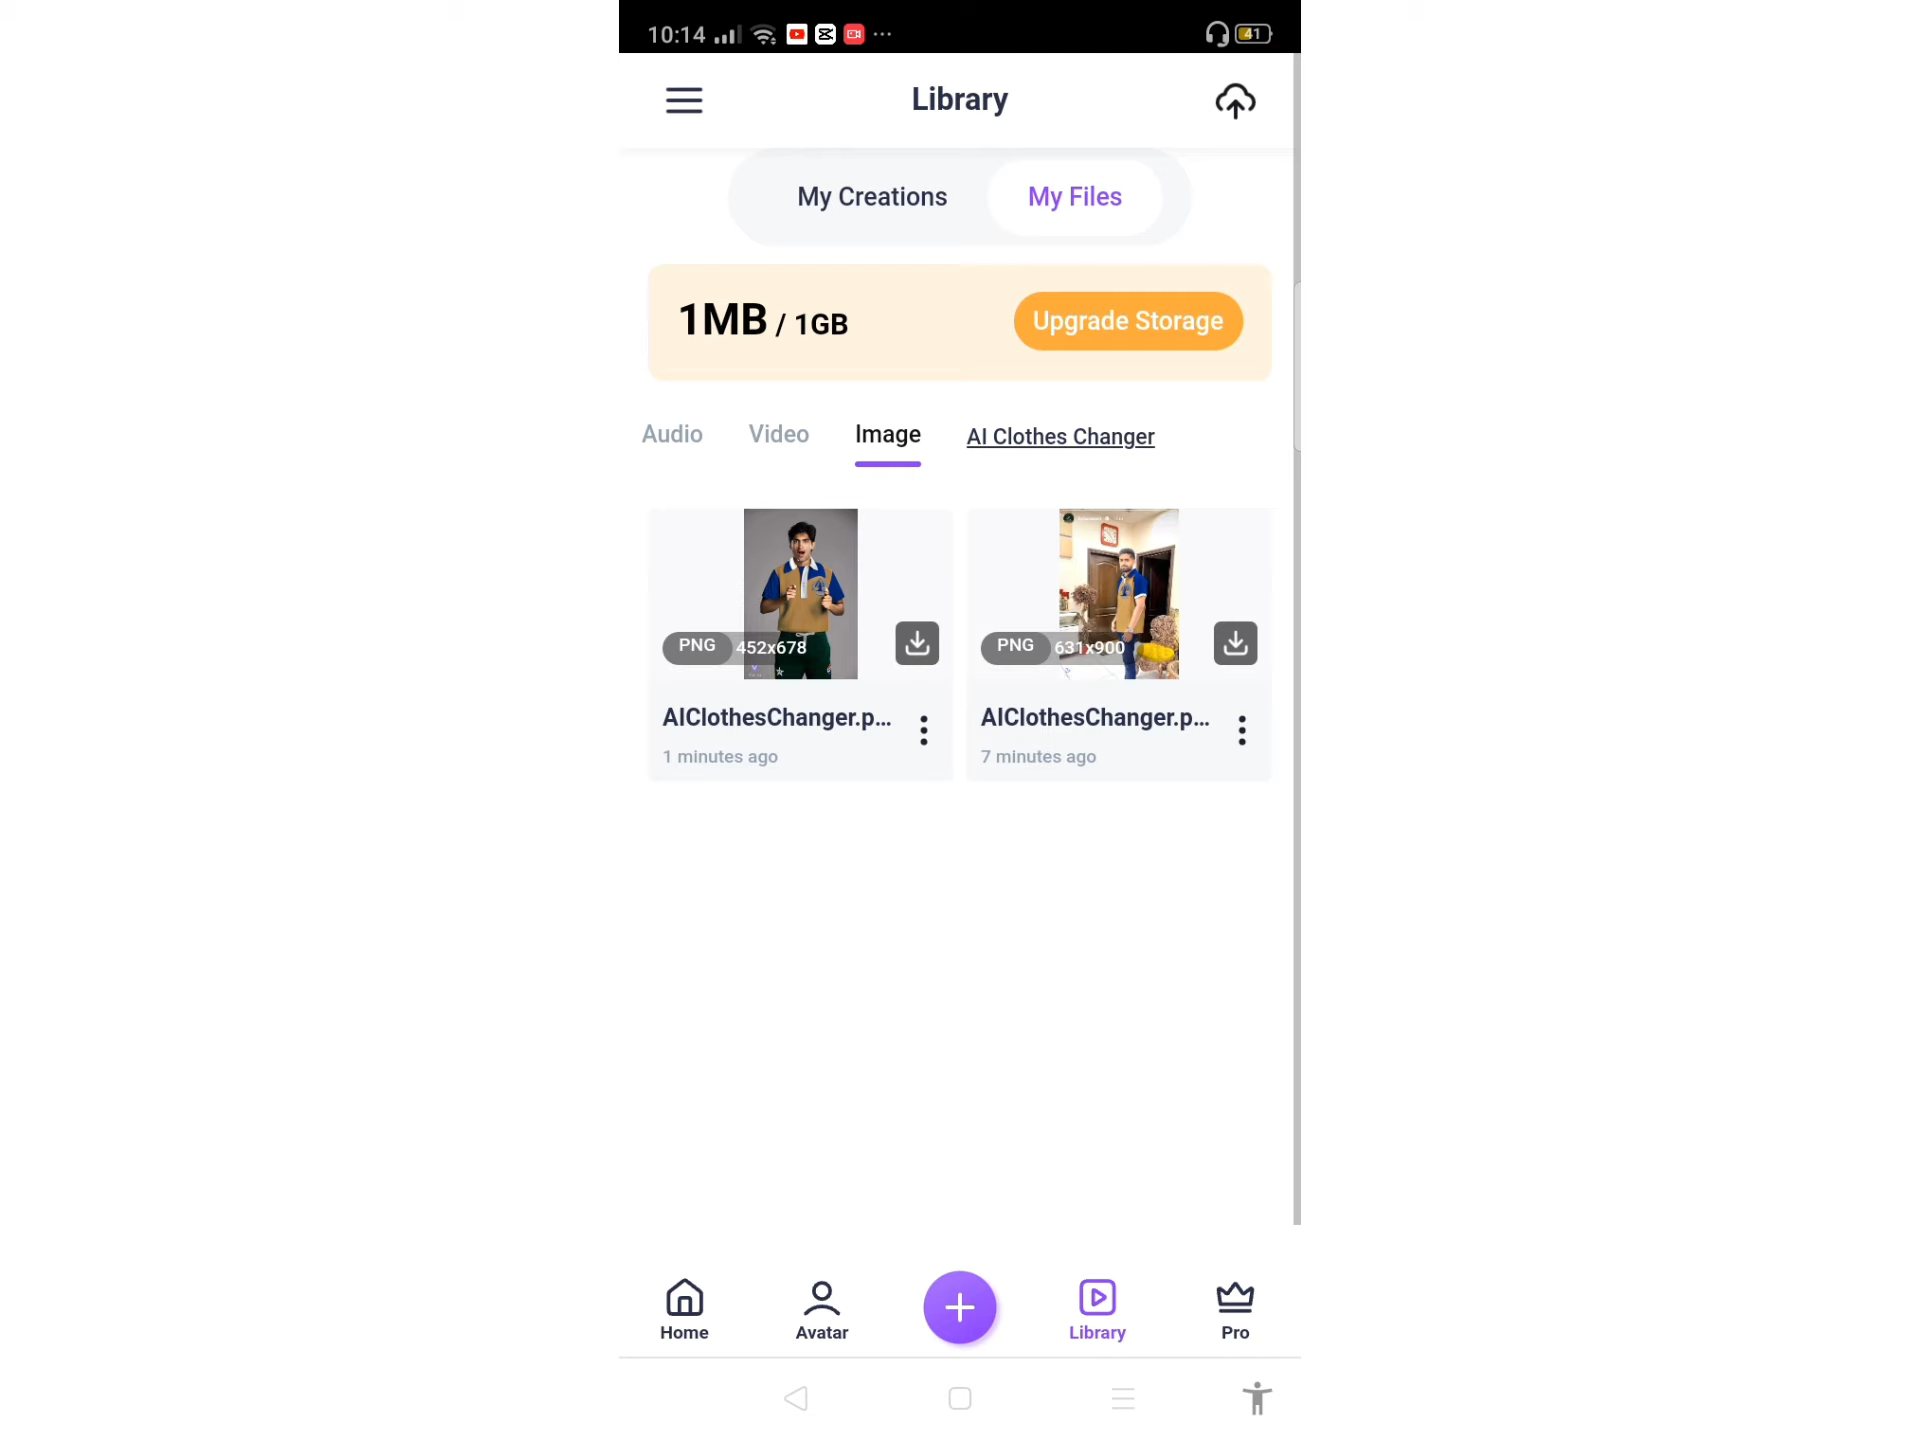 10:14
41
Library
My Creations
My Files
1MB / 1GB
Upgrade Storage
Audio
Video
Image
AI Clothes Changer
PNG 452x678
PNG 631x900
AIClothesChanger.p...
AIClothesChanger.p...
1 minutes ago
7 minutes ago
Home
Avatar
Library
Pro